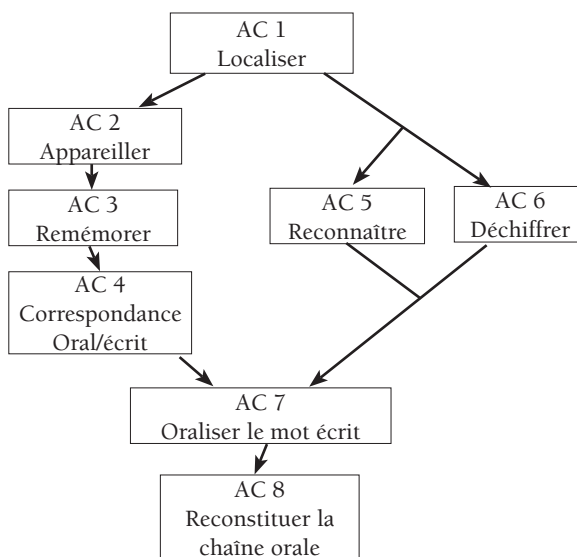 AC 1
Localiser
AC 2
Appareiller
AC 3
Remémorer
AC 4
Correspondance
Oral/écrit
AC 5
Reconnaître
AC 6
Déchiffrer
AC 7
Oraliser le mot écrit
AC 8
Reconstituer la
chaîne orale